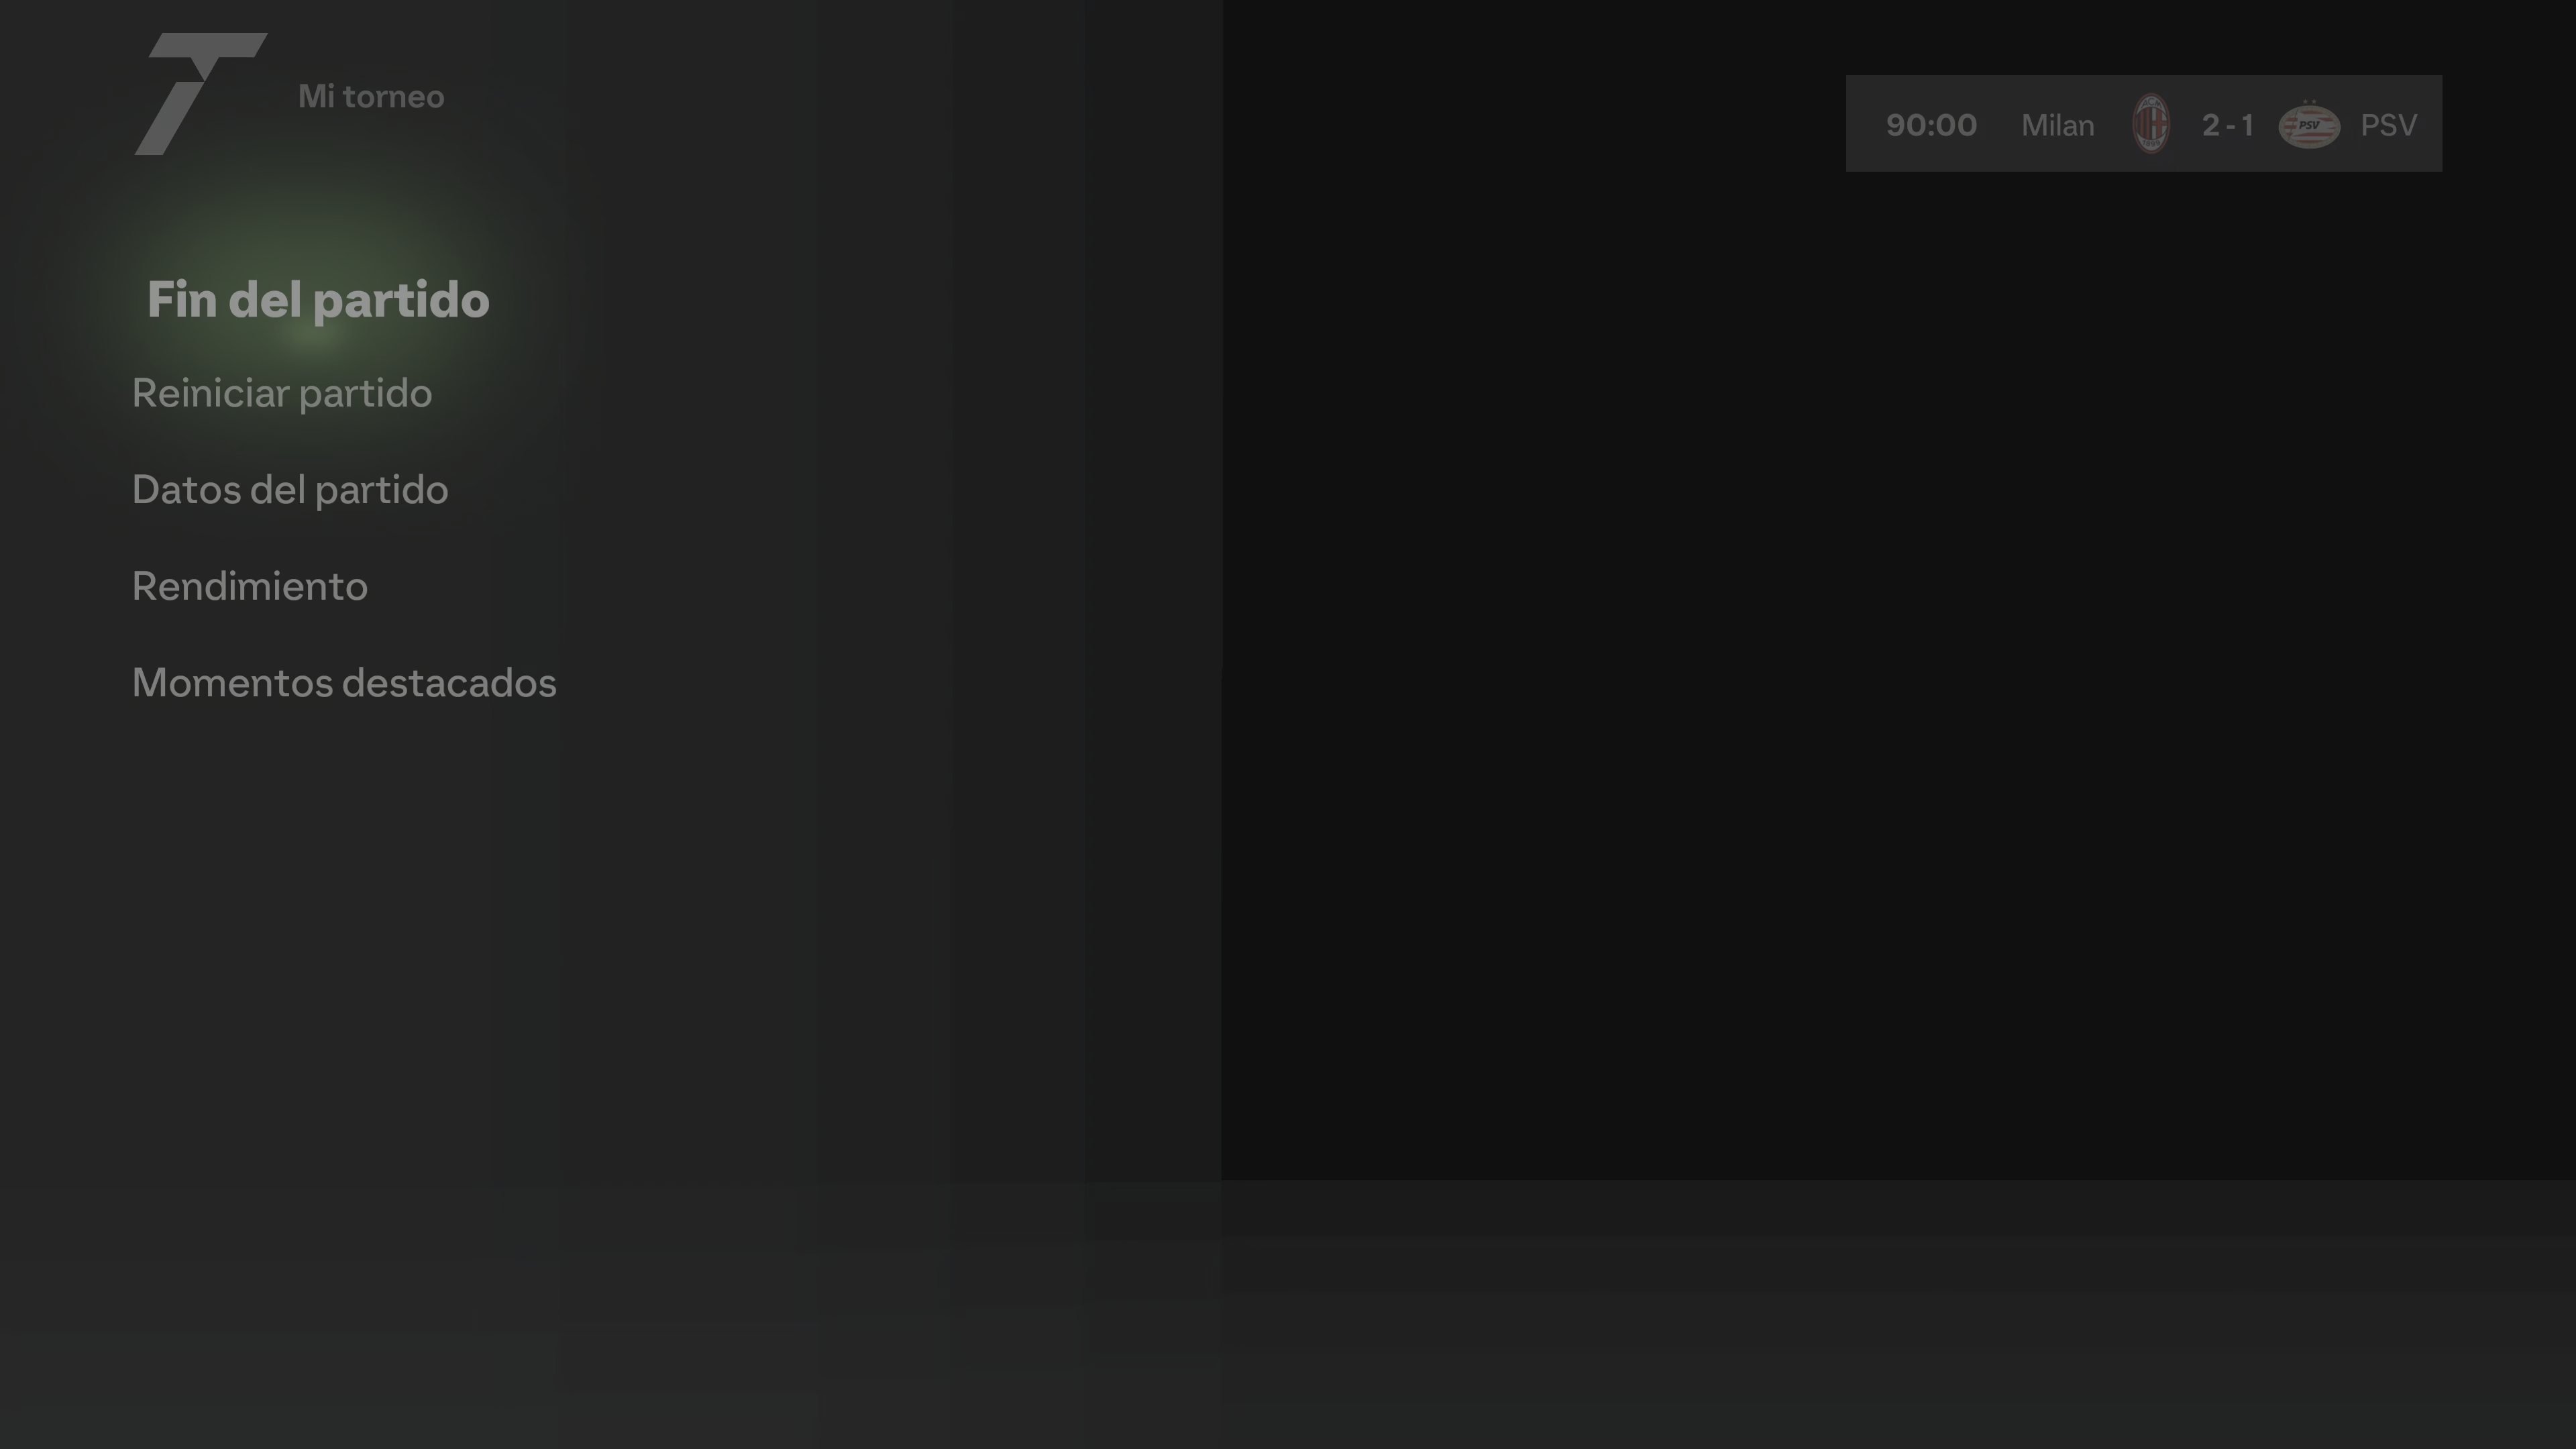 Mi torneo
90:00 Milan 2 - 1 PSV PSV
Fin del partido
Reiniciar partido
Datos del partido
Rendimiento
Momentos destacados